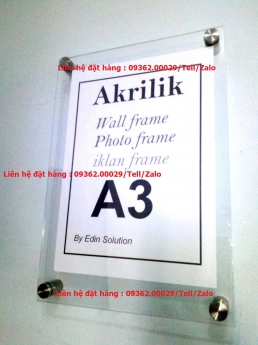 Liên hệ đặt hàng : 09362.00029/Tell/Zalo
Akrilik
Wall frame
Photo frame
iklan frame
Liên hệ đặt hàng : 09362.00029/Tell/Zalo
A3
By Edin Solution
Liên hệ đặt hàng : 09362.00029/Tell/Zalo